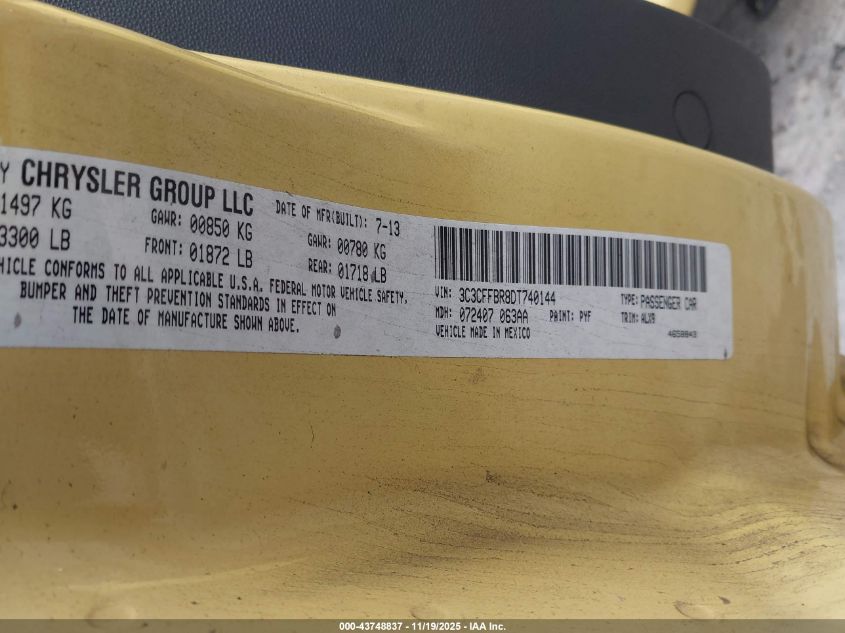 Y CHRYSLER GROUP LLC DATE OF MFR(BUILT): 7-13
1497 KG GAWR: 00850 KG GAWR: 00780 KG
3300 LB FRONT: 01872 LB REAR: 01718 LB
HICLE CONFORMS TO ALL APPLICABLE U.S.A. FEDERAL MOTOR VEHICLE SAFETY,
BUMPER AND THEFT PREVENTION STANDARDS IN EFFECT ON
THE DATE OF MANUFACTURE SHOWN ABOVE.
VIN: 3C3CFFBR8DT740144 TYPE: PASSENGER CAR
MDH: 072407 063AA PAINT: PYF TRIM: ALX9
VEHICLE MADE IN MEXICO 4658843
000-43748837 - 11/19/2025 - IAA Inc.